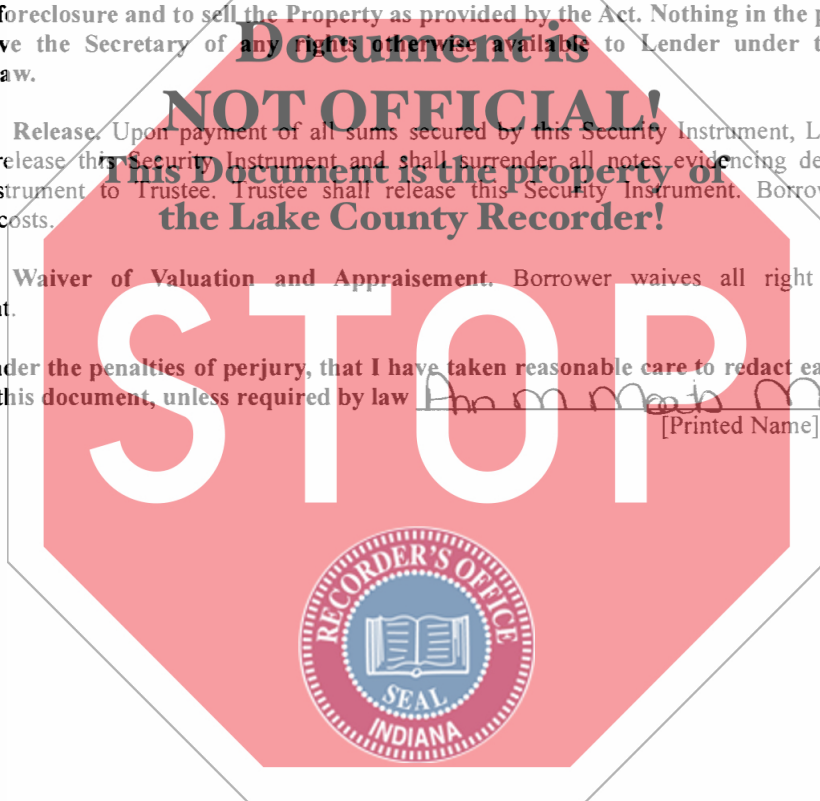 foreclosure and to sell the Property as provided by the Act. Nothing in the p
ve the Secretary of any rights otherwise available to Lender under t
aw.
Document is
NOT OFFICIAL!
This Document is the property of
the Lake County Recorder!
Release. Upon payment of all sums secured by this Security Instrument, L
release this Security Instrument and shall surrender all notes evidencing de
strument to Trustee. Trustee shall release this Security Instrument. Borrow
costs.
Waiver of Valuation and Appraisement. Borrower waives all right
t.
der the penalties of perjury, that I have taken reasonable care to redact ea
this document, unless required by law Ann M
[Printed Name]
STOP
RECORDER'S OFFICE
SEAL
INDIANA